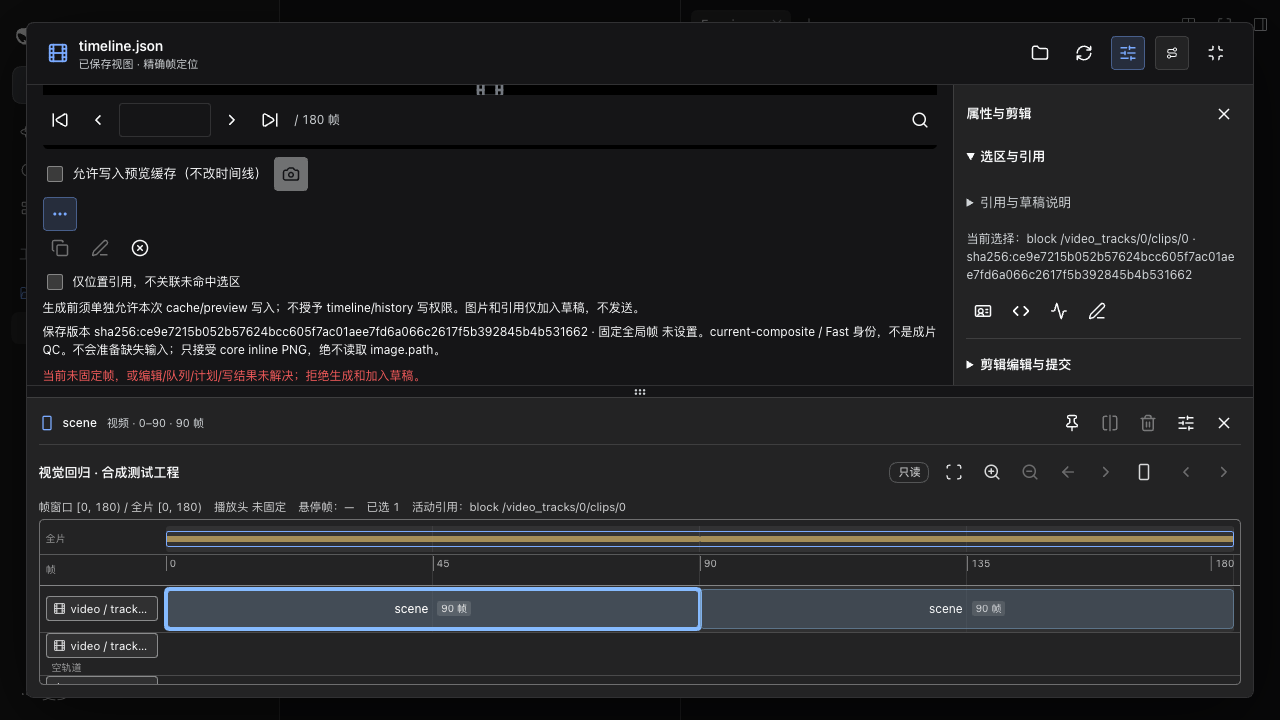 timeline.json
已保存视图 · 精确帧定位
/ 180 帧
允许写入预览缓存（不改时间线）
仅位置引用，不关联未命中选区
生成前须单独允许本次 cache/preview 写入；不授予 timeline/history 写权限。图片和引用仅加入草稿，不发送。
保存版本 sha256:ce9e7215b052b57624bcc605f7ac01aee7fd6a066c2617f5b392845b4b531662 · 固定全局帧 未设置。current-composite / Fast 身份，不是成片
QC。不会准备缺失输入；只接受 core inline PNG，绝不读取 image.path。
当前未固定帧，或编辑/队列/计划/写结果未解决；拒绝生成和加入草稿。
属性与剪辑
选区与引用
引用与草稿说明
当前选择：block /video_tracks/0/clips/0 ·
sha256:ce9e7215b052b57624bcc605f7ac01ae
e7fd6a066c2617f5b392845b4b531662
剪辑编辑与提交
scene 视频 · 0–90 · 90 帧
视觉回归 · 合成测试工程
只读
帧窗口 [0, 180) / 全片 [0, 180) 播放头 未固定 悬停帧：— 已选 1 活动引用：block /video_tracks/0/clips/0
全片
帧 0 45 90 135 180
video / track... scene 90 帧 scene 90 帧
video / track...
空轨道